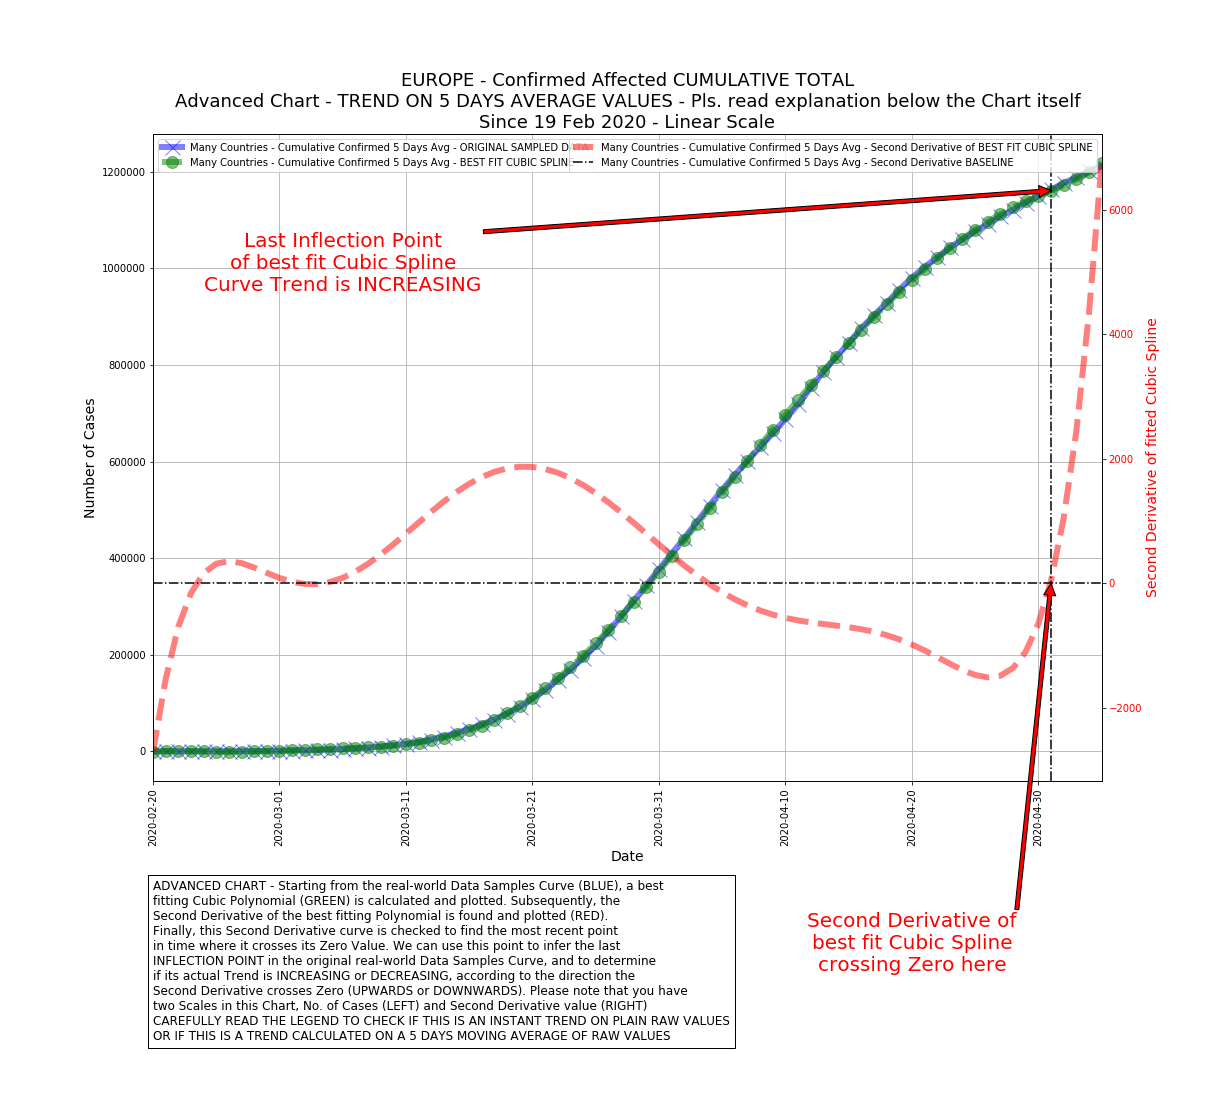 EUROPE - Confirmed Affected CUMULATIVE TOTAL
Advanced Chart - TREND ON 5 DAYS AVERAGE VALUES - Pls. read explanation below the Chart itself
Since 19 Feb 2020 - Linear Scale
Many Countries - Cumulative Confirmed 5 Days Avg - ORIGINAL SAMPLED DATA
Many Countries - Cumulative Confirmed 5 Days Avg - BEST FIT CUBIC SPLINE
Many Countries - Cumulative Confirmed 5 Days Avg - Second Derivative of BEST FIT CUBIC SPLINE
Many Countries - Cumulative Confirmed 5 Days Avg - Second Derivative BASELINE
Last Inflection Point
of best fit Cubic Spline
Curve Trend is INCREASING
Number of Cases
1200000
1000000
800000
600000
400000
200000
0
6000
4000
2000
0
−2000
Second Derivative of fitted Cubic Spline
2020-02-20
2020-03-01
2020-03-11
2020-03-21
2020-03-31
2020-04-10
2020-04-20
2020-04-30
Date
ADVANCED CHART - Starting from the real-world Data Samples Curve (BLUE), a best
fitting Cubic Polynomial (GREEN) is calculated and plotted. Subsequently, the
Second Derivative of the best fitting Polynomial is found and plotted (RED).
Finally, this Second Derivative curve is checked to find the most recent point
in time where it crosses its Zero Value. We can use this point to infer the last
INFLECTION POINT in the original real-world Data Samples Curve, and to determine
if its actual Trend is INCREASING or DECREASING, according to the direction the
Second Derivative crosses Zero (UPWARDS or DOWNWARDS). Please note that you have
two Scales in this Chart, No. of Cases (LEFT) and Second Derivative value (RIGHT)
CAREFULLY READ THE LEGEND TO CHECK IF THIS IS AN INSTANT TREND ON PLAIN RAW VALUES
OR IF THIS IS A TREND CALCULATED ON A 5 DAYS MOVING AVERAGE OF RAW VALUES
Second Derivative of
best fit Cubic Spline
crossing Zero here